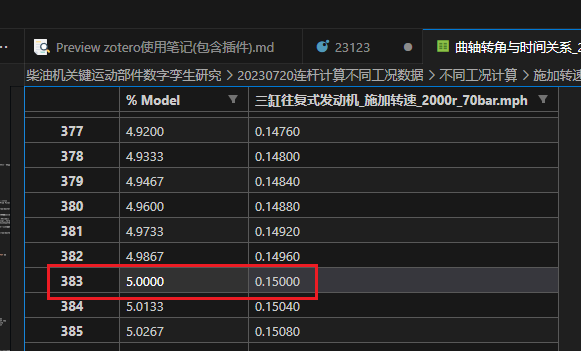 Preview zotero使用笔记(包含插件).md
23123
曲轴转角与时间关系_2
柴油机关键运动部件数字孪生研究 > 20230720连杆计算不同工况数据 > 不同工况计算 > 施加转速
% Model 三缸往复式发动机_施加转速_2000r_70bar.mph
377 4.9200 0.14760
378 4.9333 0.14800
379 4.9467 0.14840
380 4.9600 0.14880
381 4.9733 0.14920
382 4.9867 0.14960
383 5.0000 0.15000
384 5.0133 0.15040
385 5.0267 0.15080